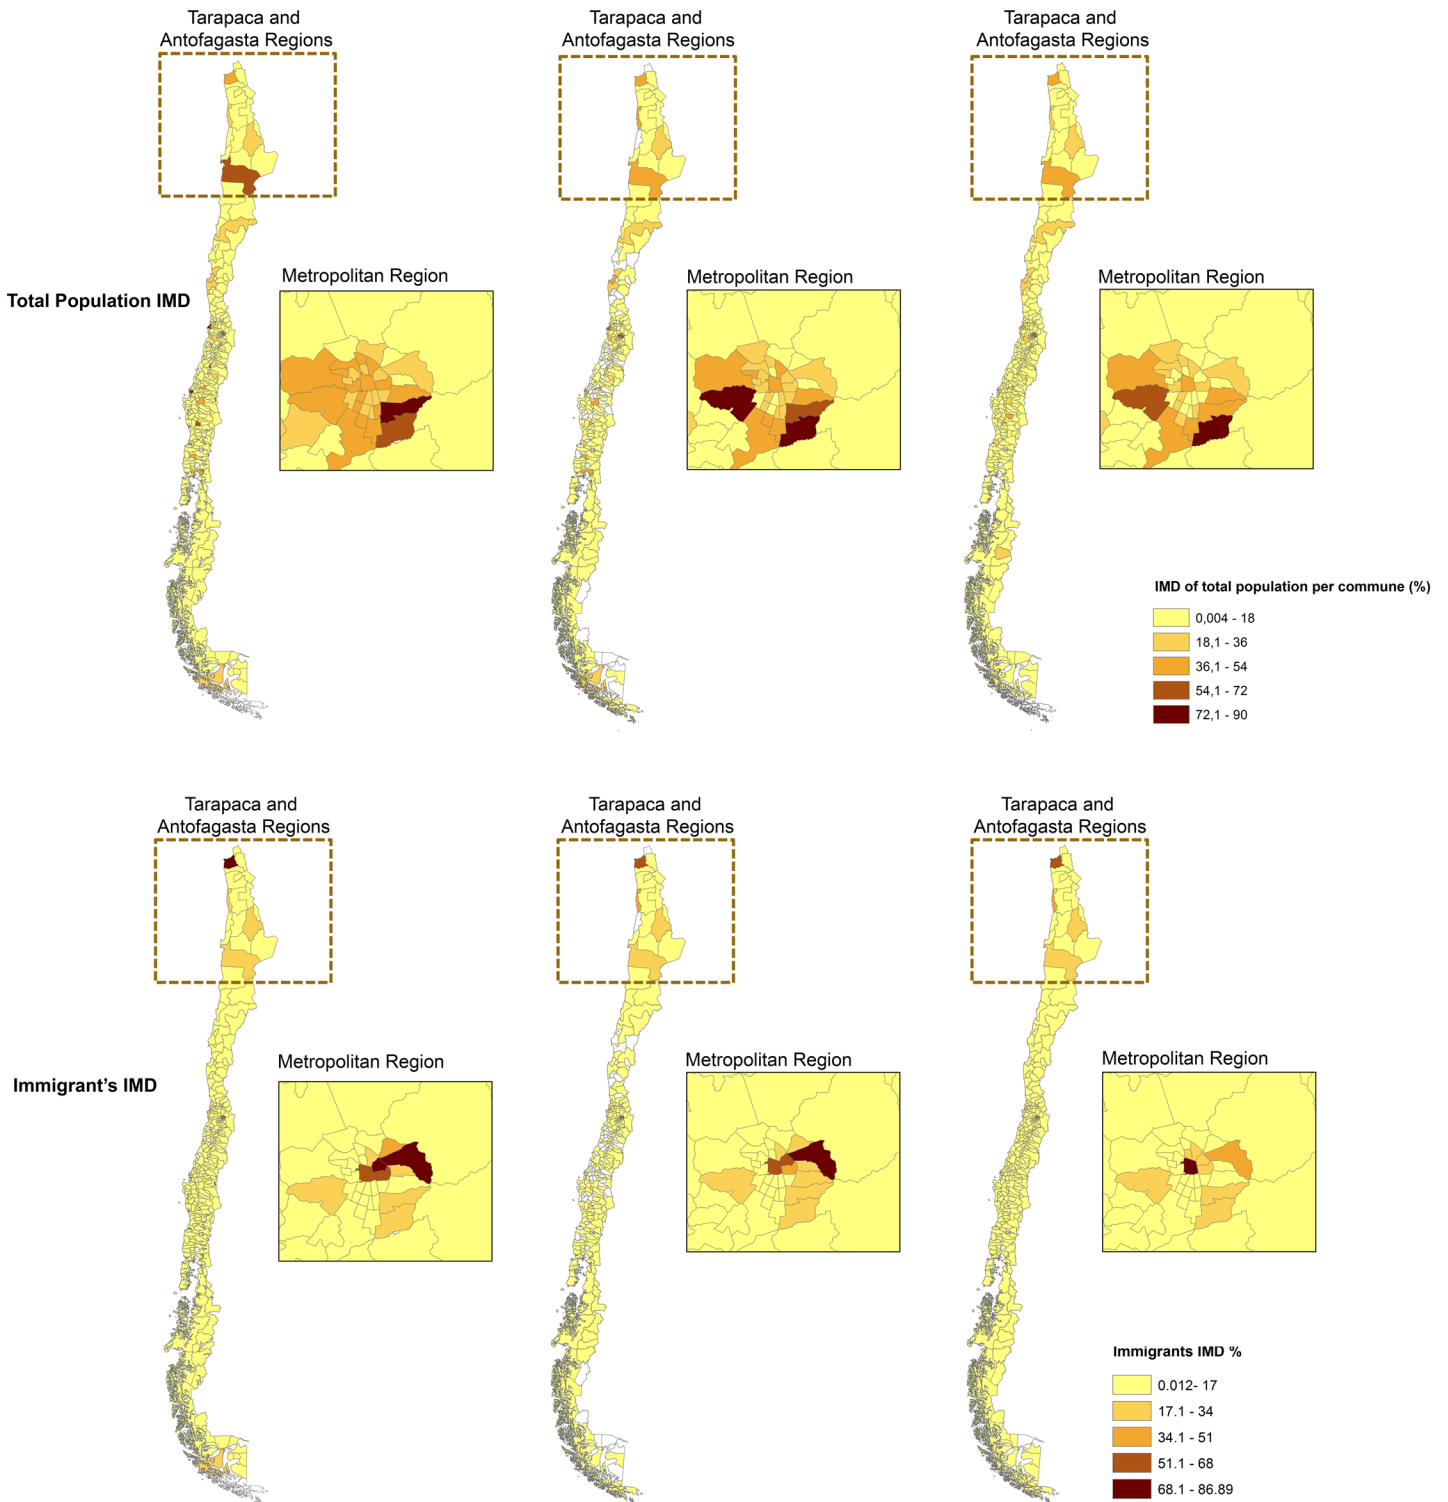 Tarapaca and
Antofagasta Regions
Tarapaca and
Antofagasta Regions
Tarapaca and
Antofagasta Regions
Metropolitan Region
Metropolitan Region
Metropolitan Region
Total Population IMD
IMD of total population per commune (%)
0,004 - 18
18,1 - 36
36,1 - 54
54,1 - 72
72,1 - 90
Tarapaca and
Antofagasta Regions
Tarapaca and
Antofagasta Regions
Tarapaca and
Antofagasta Regions
Metropolitan Region
Metropolitan Region
Metropolitan Region
Immigrant's IMD
Immigrants IMD %
0.012- 17
17.1 - 34
34.1 - 51
51.1 - 68
68.1 - 86.89